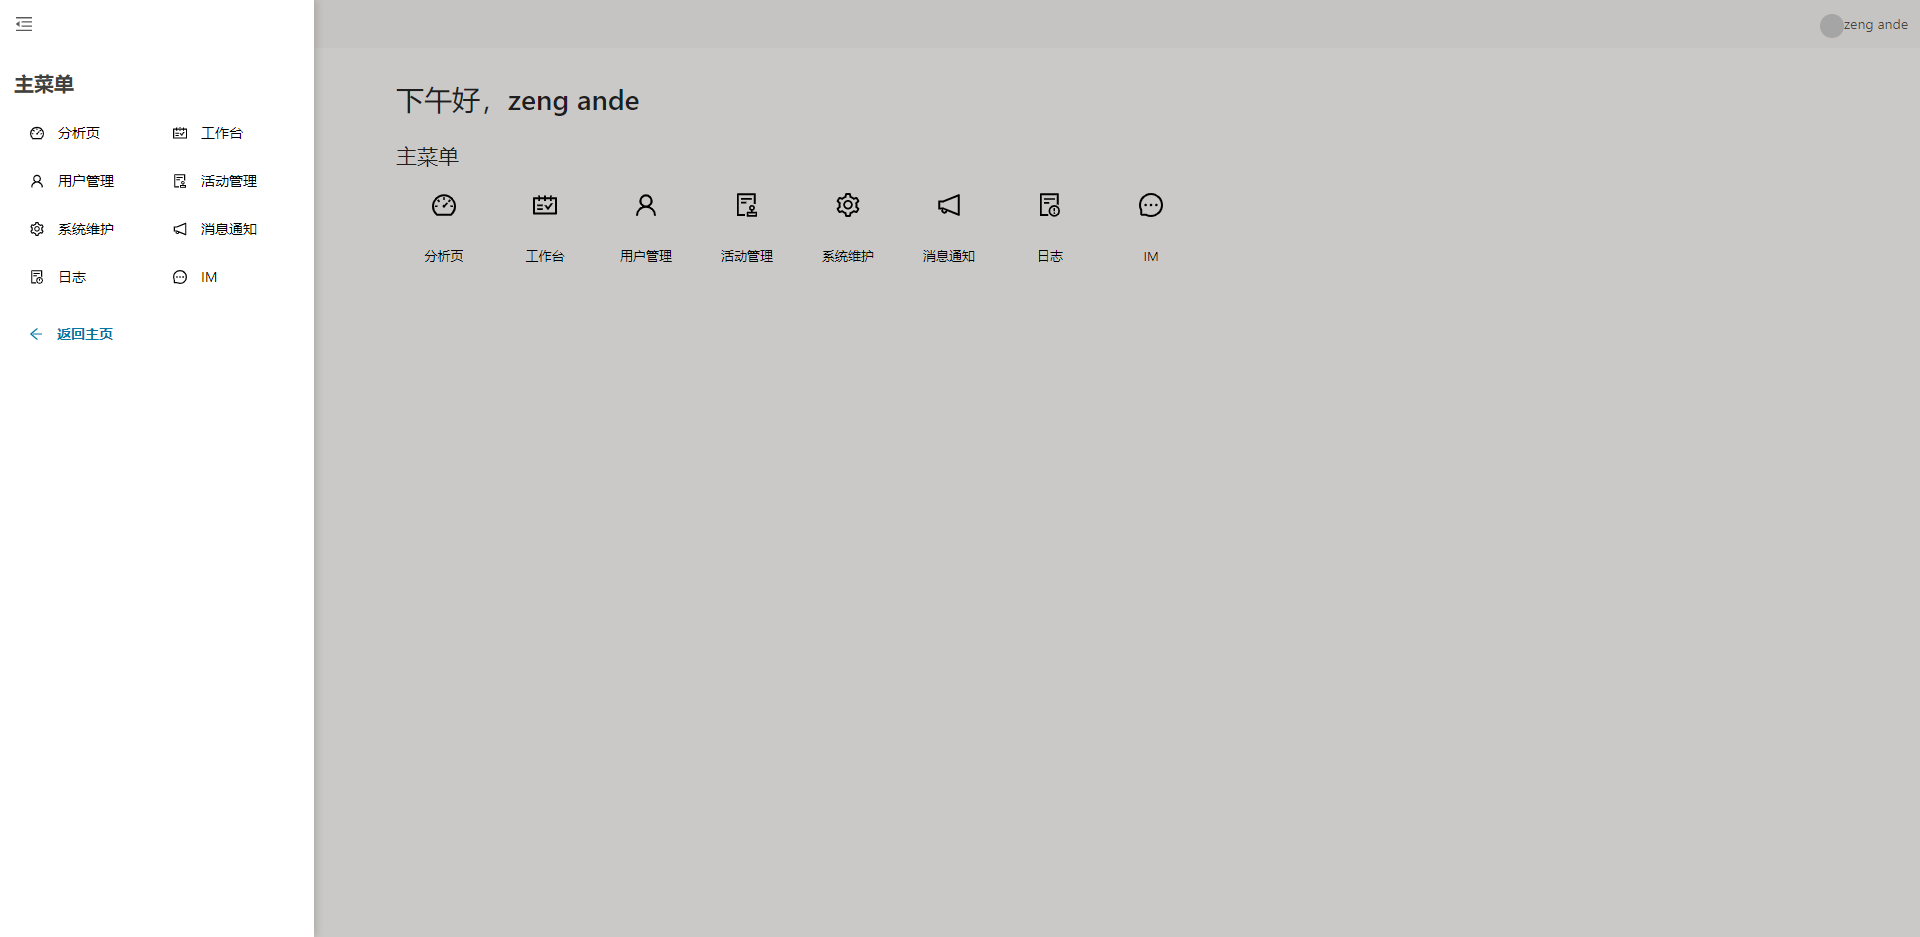 zeng ande
主菜单
分析页 工作台
用户管理 活动管理
系统维护 消息通知
日志 IM
返回主页
下午好，zeng ande
主菜单
分析页 工作台 用户管理 活动管理 系统维护 消息通知 日志 IM